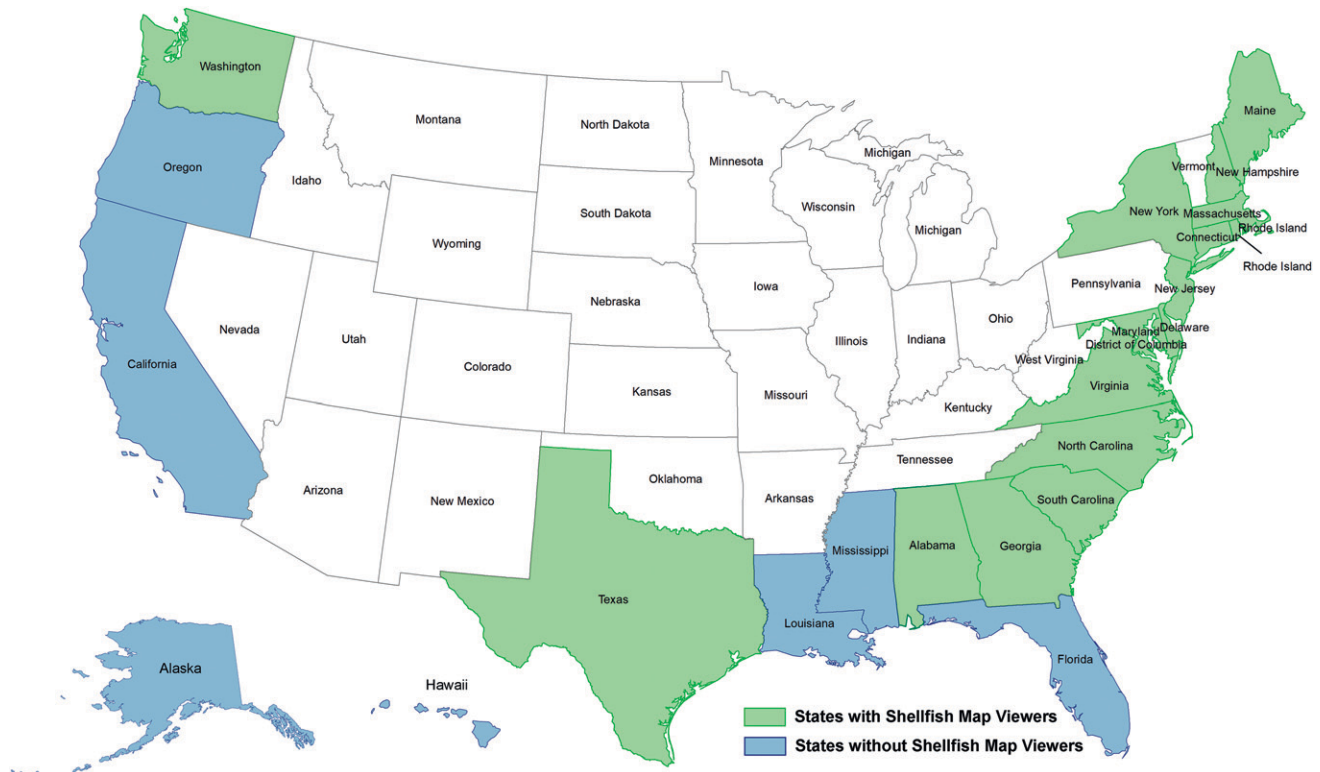 Washington
Maine
Montana
North Dakota
Minnesota
Michigan
Vermont
New Hampshire
Oregon
Idaho
Wisconsin
South Dakota
New York
Massachusetts
Rhode Island
Connecticut
Wyoming
Michigan
Rhode Island
Pennsylvania
New Jersey
Iowa
Nebraska
Ohio
Nevada
Utah
Illinois
Indiana
Maryland
Delaware
District of Columbia
California
Colorado
West Virginia
Virginia
Kansas
Missouri
Kentucky
North Carolina
Tennessee
Oklahoma
Arizona
New Mexico
Arkansas
South Carolina
Mississippi
Alabama
Georgia
Texas
Louisiana
Alaska
Florida
Hawaii
States with Shellfish Map Viewers
States without Shellfish Map Viewers